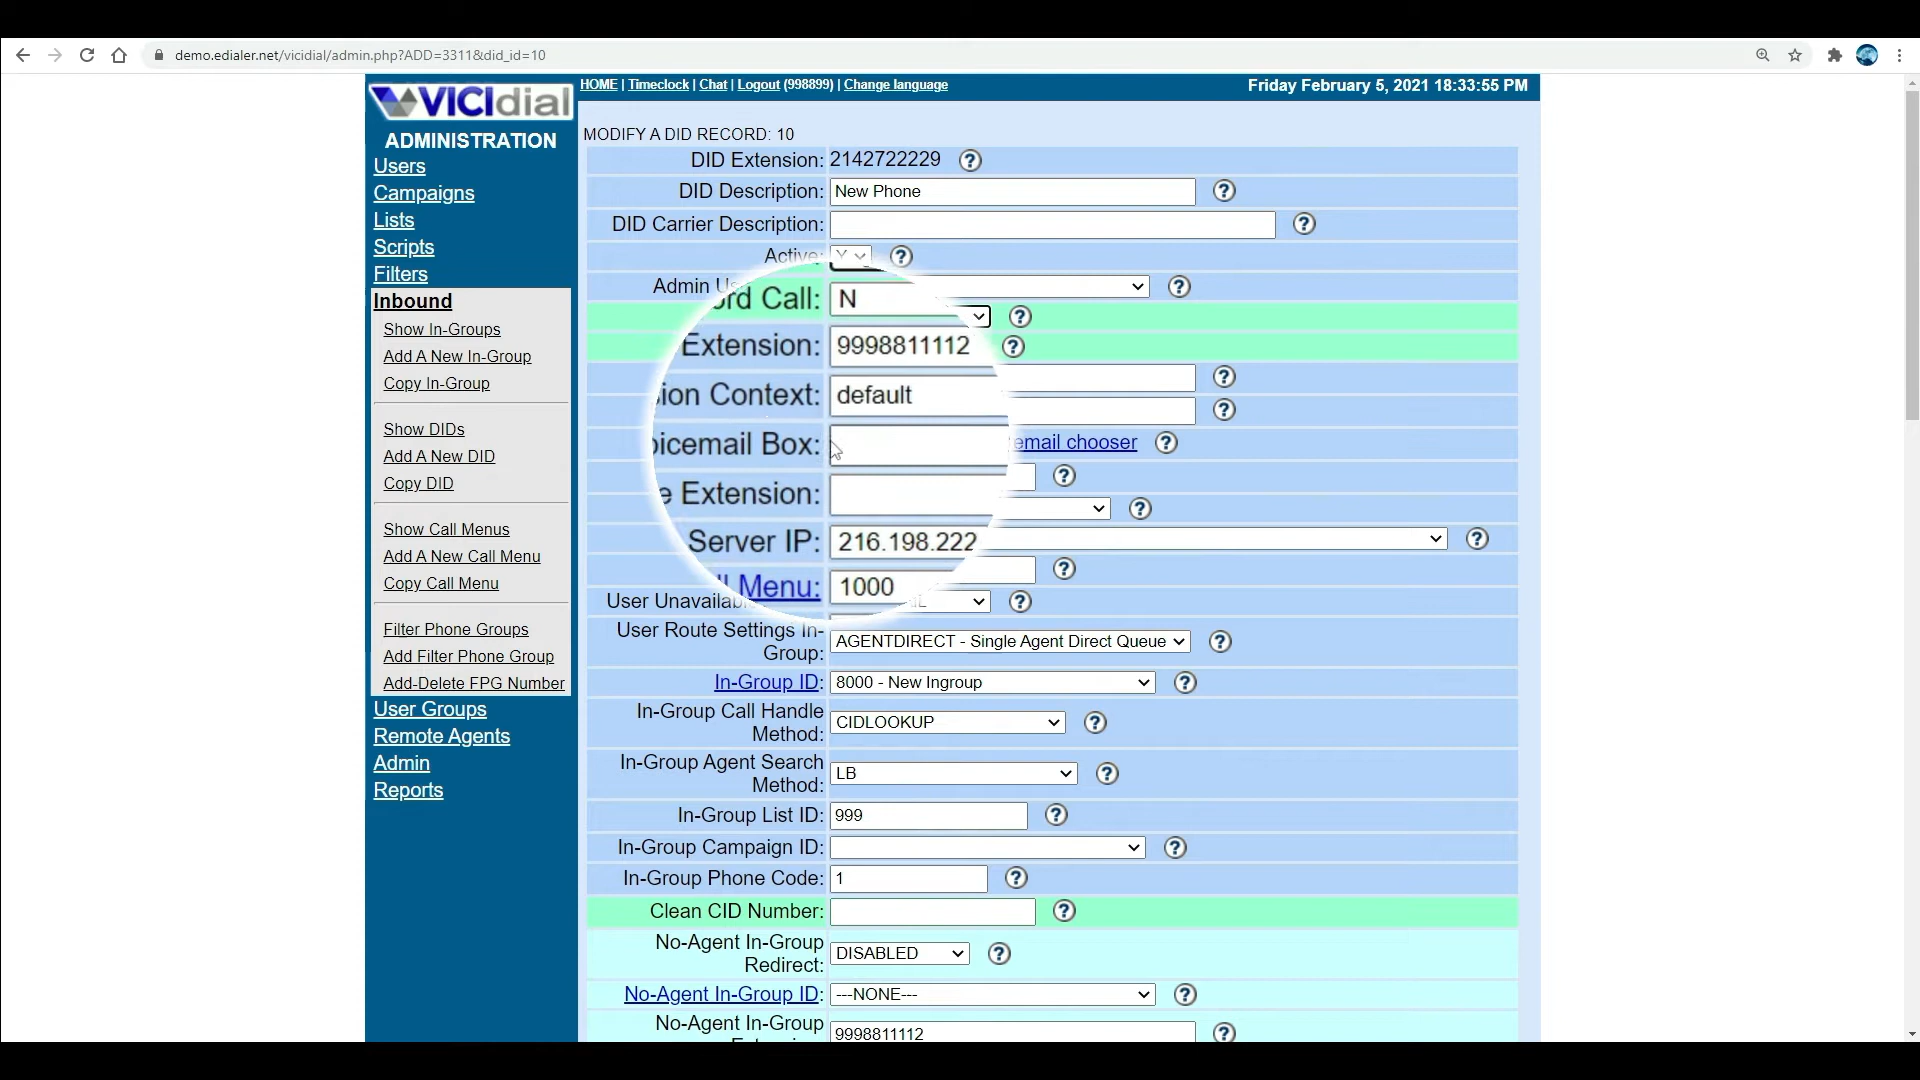 demo.edialer.net/vicidial/admin.php?ADD=3311&did_id=10
VICIdial
HOME | Timeclock | Chat | Logout (998899) | Change language
Friday February 5, 2021 18:33:55 PM
ADMINISTRATION
Users
Campaigns
Lists
Scripts
Filters
Inbound
Show In-Groups
Add A New In-Group
Copy In-Group
Show DIDs
Add A New DID
Copy DID
Show Call Menus
Add A New Call Menu
Copy Call Menu
Filter Phone Groups
Add Filter Phone Group
Add-Delete FPG Number
User Groups
Remote Agents
Admin
Reports
MODIFY A DID RECORD: 10
DID Extension: 2142722229
DID Description: New Phone
DID Carrier Description:
Active: Y
Admin Us
ord Call: N
Extension: 9998811112
sion Context: default
oicemail Box: email chooser
e Extension:
Server IP: 216.198.222
ll Menu: 1000
User Unavailable
User Route Settings In-
Group: AGENTDIRECT - Single Agent Direct Queue
In-Group ID: 8000 - New Ingroup
In-Group Call Handle
Method: CIDLOOKUP
In-Group Agent Search
Method: LB
In-Group List ID: 999
In-Group Campaign ID:
In-Group Phone Code: 1
Clean CID Number:
No-Agent In-Group
Redirect: DISABLED
No-Agent In-Group ID: ---NONE---
No-Agent In-Group
9998811112